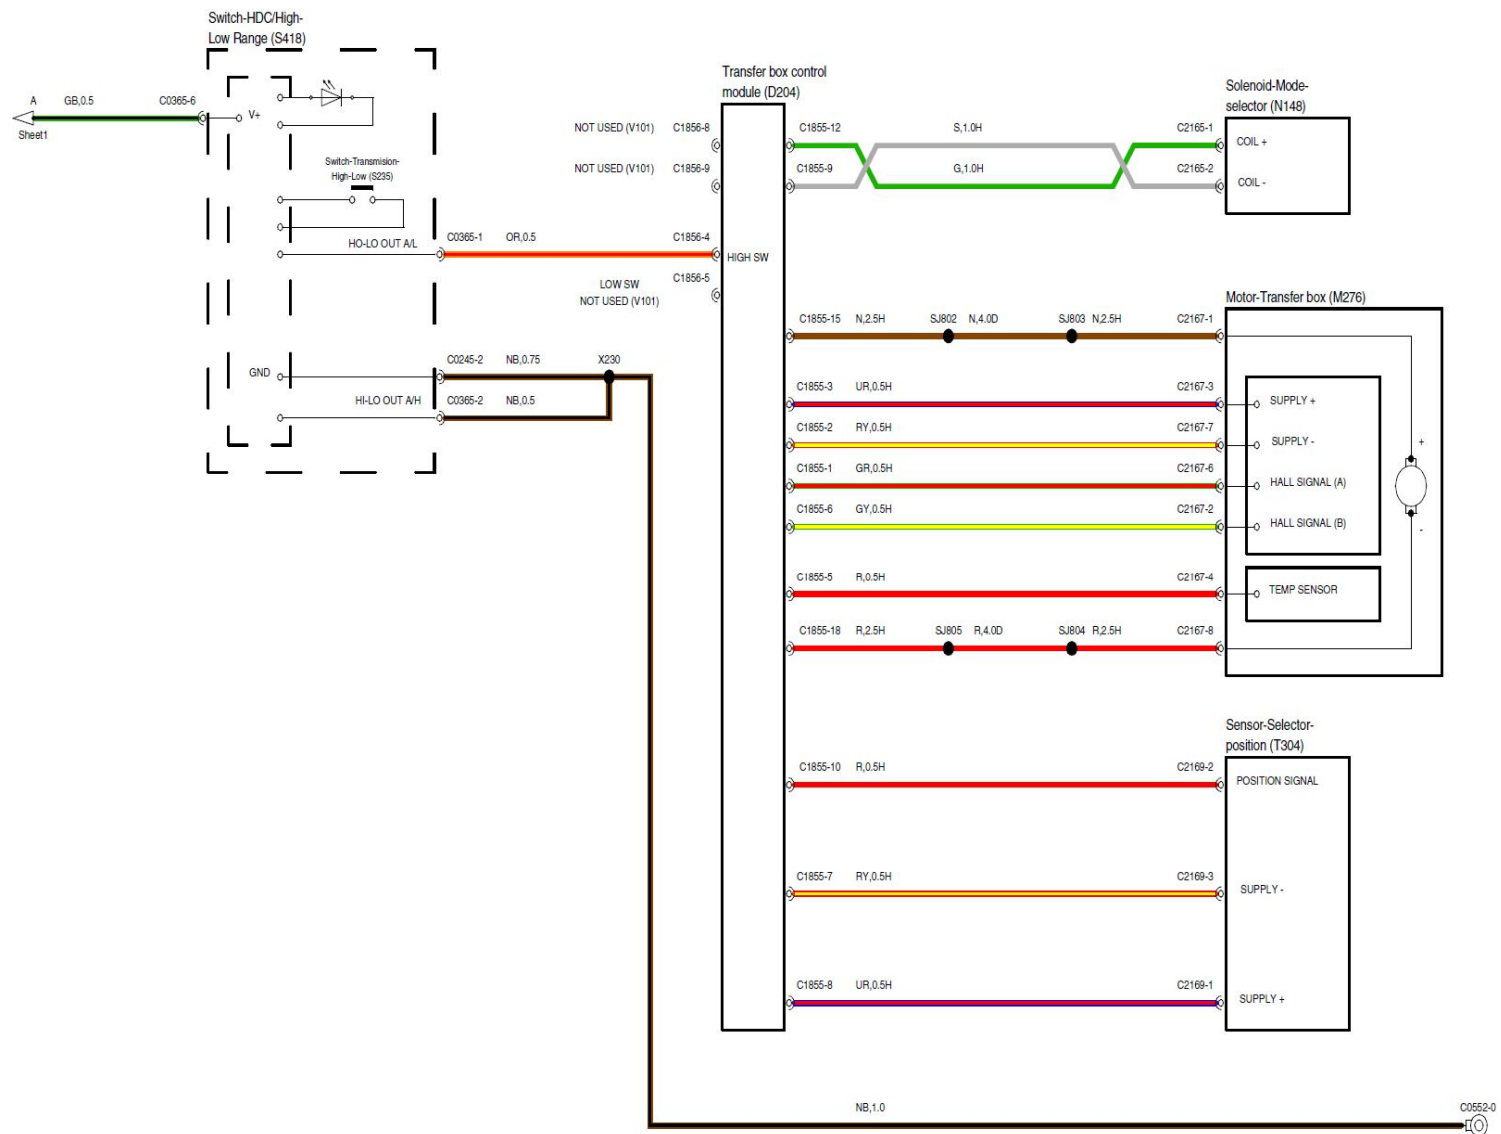 Switch-HDC/High-
Low Range (S418)
A
GB,0.5
C0365-6
Sheet1
V+
Switch-Transmision-
High-Low (S235)
HO-LO OUT A/L
GND
HI-LO OUT A/H
C0365-1
OR,0.5
C0245-2
NB,0.75
X230
C0365-2
NB,0.5
NOT USED (V101)
C1856-8
NOT USED (V101)
C1856-9
C1856-4
C1856-5
LOW SW
NOT USED (V101)
Transfer box control
module (D204)
HIGH SW
C1855-12
S,1.0H
C2165-1
C1855-9
G,1.0H
C2165-2
Solenoid-Mode-
selector (N148)
COIL +
COIL -
Motor-Transfer box (M276)
C1855-15
N,2.5H
SJ802
N,4.0D
SJ803
N,2.5H
C2167-1
C1855-3
UR,0.5H
C2167-3
SUPPLY +
C1855-2
RY,0.5H
C2167-7
SUPPLY -
C1855-1
GR,0.5H
C2167-6
HALL SIGNAL (A)
C1855-6
GY,0.5H
C2167-2
HALL SIGNAL (B)
+
-
C1855-5
R,0.5H
C2167-4
TEMP SENSOR
C1855-18
R,2.5H
SJ805
R,4.0D
SJ804
R,2.5H
C2167-8
Sensor-Selector-
position (T304)
C1855-10
R,0.5H
C2169-2
POSITION SIGNAL
C1855-7
RY,0.5H
C2169-3
SUPPLY -
C1855-8
UR,0.5H
C2169-1
SUPPLY +
NB,1.0
C0552-0